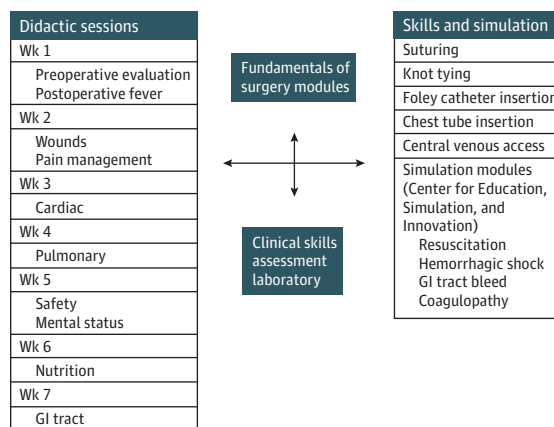 Didactic sessions
Wk 1
Preoperative evaluation
Postoperative fever
Wk 2
Wounds
Pain management
Wk 3
Cardiac
Wk 4
Pulmonary
Wk 5
Safety
Mental status
Wk 6
Nutrition
Wk 7
GI tract
Fundamentals of
surgery modules
Clinical skills
assessment
laboratory
Skills and simulation
Suturing
Knot tying
Foley catheter insertion
Chest tube insertion
Central venous access
Simulation modules
(Center for Education,
Simulation, and
Innovation)
Resuscitation
Hemorrhagic shock
GI tract bleed
Coagulopathy